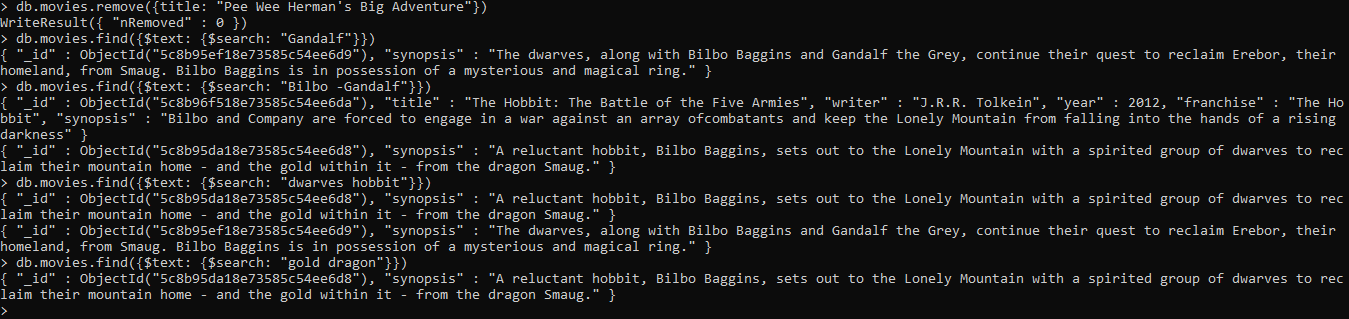 > db.movies.remove({title: "Pee Wee Herman's Big Adventure"})
WriteResult({ "nRemoved" : 0 })
> db.movies.find({$text: {$search: "Gandalf"}})
{ "_id" : ObjectId("5c8b95ef18e73585c54ee6d9"), "synopsis" : "The dwarves, along with Bilbo Baggins and Gandalf the Grey, continue their quest to reclaim Erebor, their
homeland, from Smaug. Bilbo Baggins is in possession of a mysterious and magical ring." }
> db.movies.find({$text: {$search: "Bilbo -Gandalf"}})
{ "_id" : ObjectId("5c8b96f518e73585c54ee6da"), "title" : "The Hobbit: The Battle of the Five Armies", "writer" : "J.R.R. Tolkein", "year" : 2012, "franchise" : "The Ho
bbit", "synopsis" : "Bilbo and Company are forced to engage in a war against an array ofcombatants and keep the Lonely Mountain from falling into the hands of a rising
darkness" }
{ "_id" : ObjectId("5c8b95da18e73585c54ee6d8"), "synopsis" : "A reluctant hobbit, Bilbo Baggins, sets out to the Lonely Mountain with a spirited group of dwarves to rec
laim their mountain home - and the gold within it - from the dragon Smaug." }
> db.movies.find({$text: {$search: "dwarves hobbit"}})
{ "_id" : ObjectId("5c8b95da18e73585c54ee6d8"), "synopsis" : "A reluctant hobbit, Bilbo Baggins, sets out to the Lonely Mountain with a spirited group of dwarves to rec
laim their mountain home - and the gold within it - from the dragon Smaug." }
{ "_id" : ObjectId("5c8b95ef18e73585c54ee6d9"), "synopsis" : "The dwarves, along with Bilbo Baggins and Gandalf the Grey, continue their quest to reclaim Erebor, their
homeland, from Smaug. Bilbo Baggins is in possession of a mysterious and magical ring." }
> db.movies.find({$text: {$search: "gold dragon"}})
{ "_id" : ObjectId("5c8b95da18e73585c54ee6d8"), "synopsis" : "A reluctant hobbit, Bilbo Baggins, sets out to the Lonely Mountain with a spirited group of dwarves to rec
laim their mountain home - and the gold within it - from the dragon Smaug." }
>